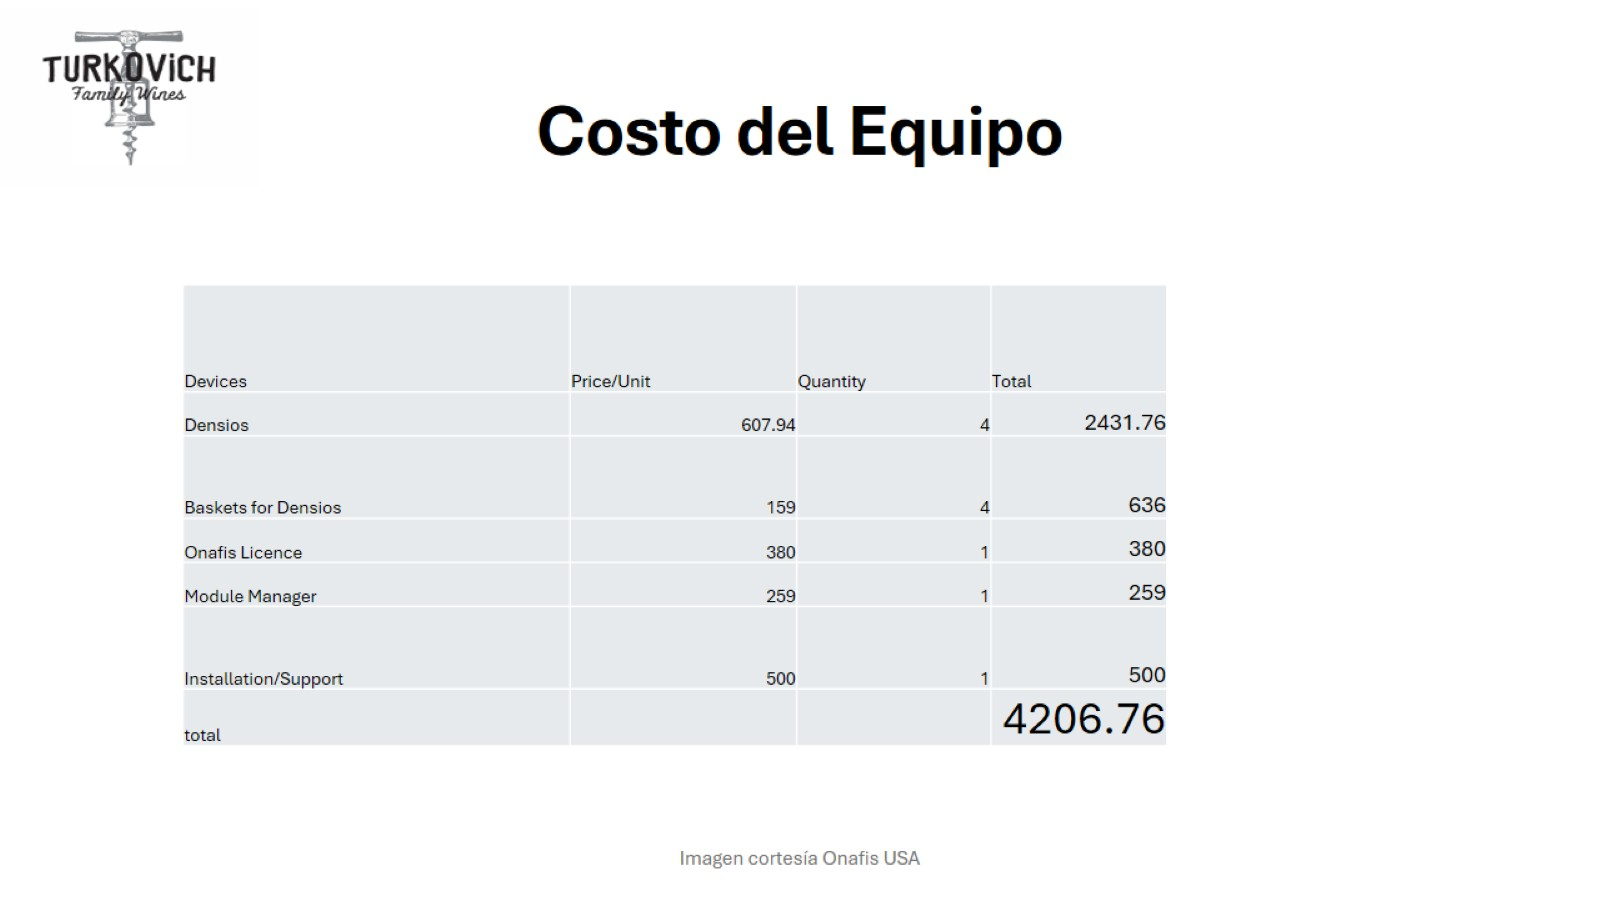 TURKOViCH
Family Wines
Costo del Equipo
Devices Price/Unit Quantity Total
Densios 607.94 4 2431.76
Baskets for Densios 159 4 636
Onafis Licence 380 1 380
Module Manager 259 1 259
Installation/Support 500 1 500
total 4206.76
Imagen cortesía Onafis USA